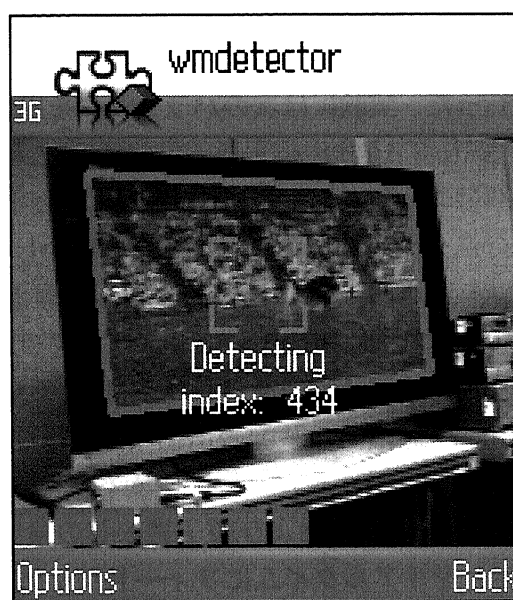 wmdetector
3G
Detecting
index: 434
Options
Back